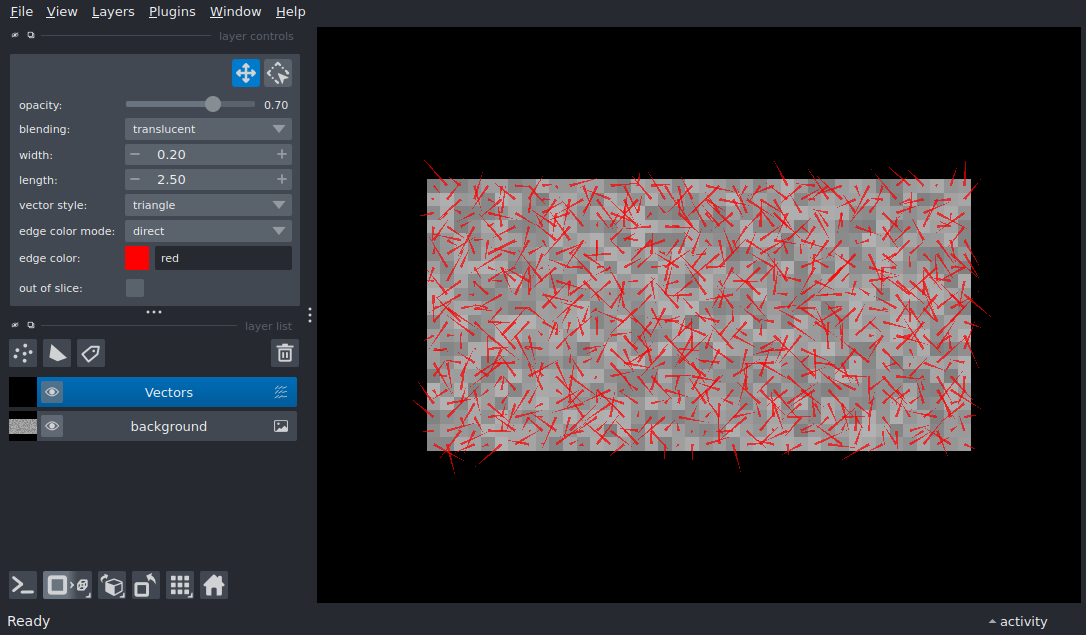 File View Layers Plugins Window Help
layer controls
opacity: 0.70
blending: translucent
width: 0.20
length: 2.50
vector style: triangle
edge color mode: direct
edge color: red
out of slice:
layer list
Vectors
background
Ready
activity